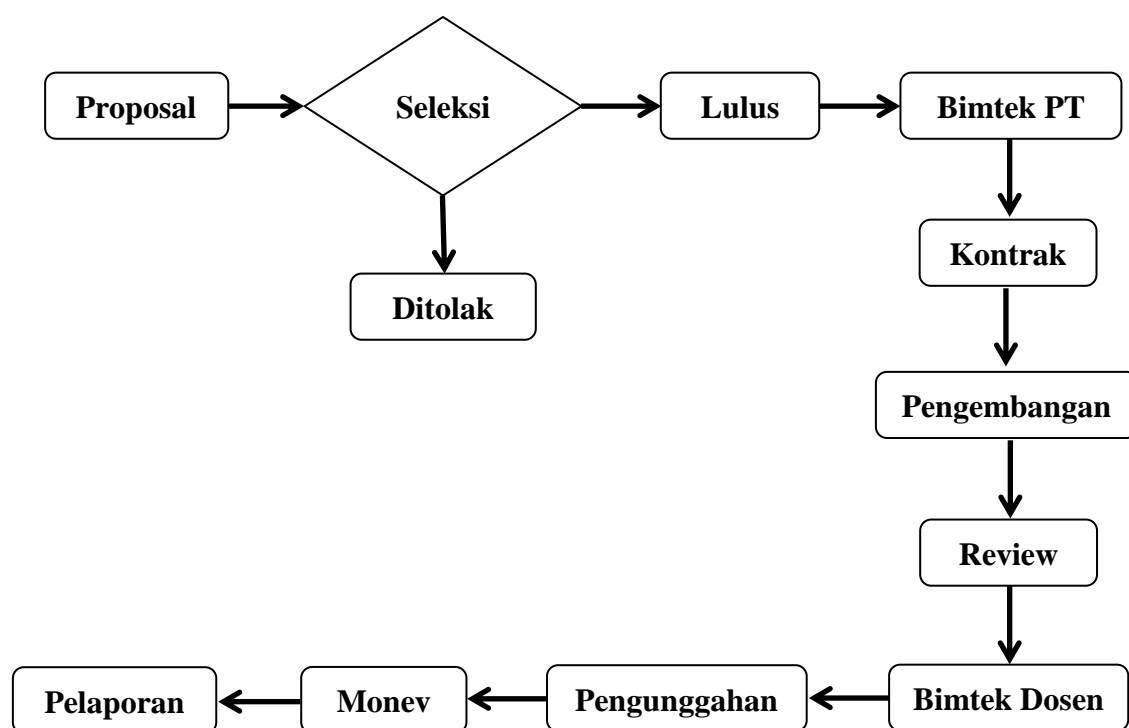 Proposal
Seleksi
Lulus
Bimtek PT
Ditolak
Kontrak
Pengembangan
Review
Bimtek Dosen
Pengunggahan
Monev
Pelaporan